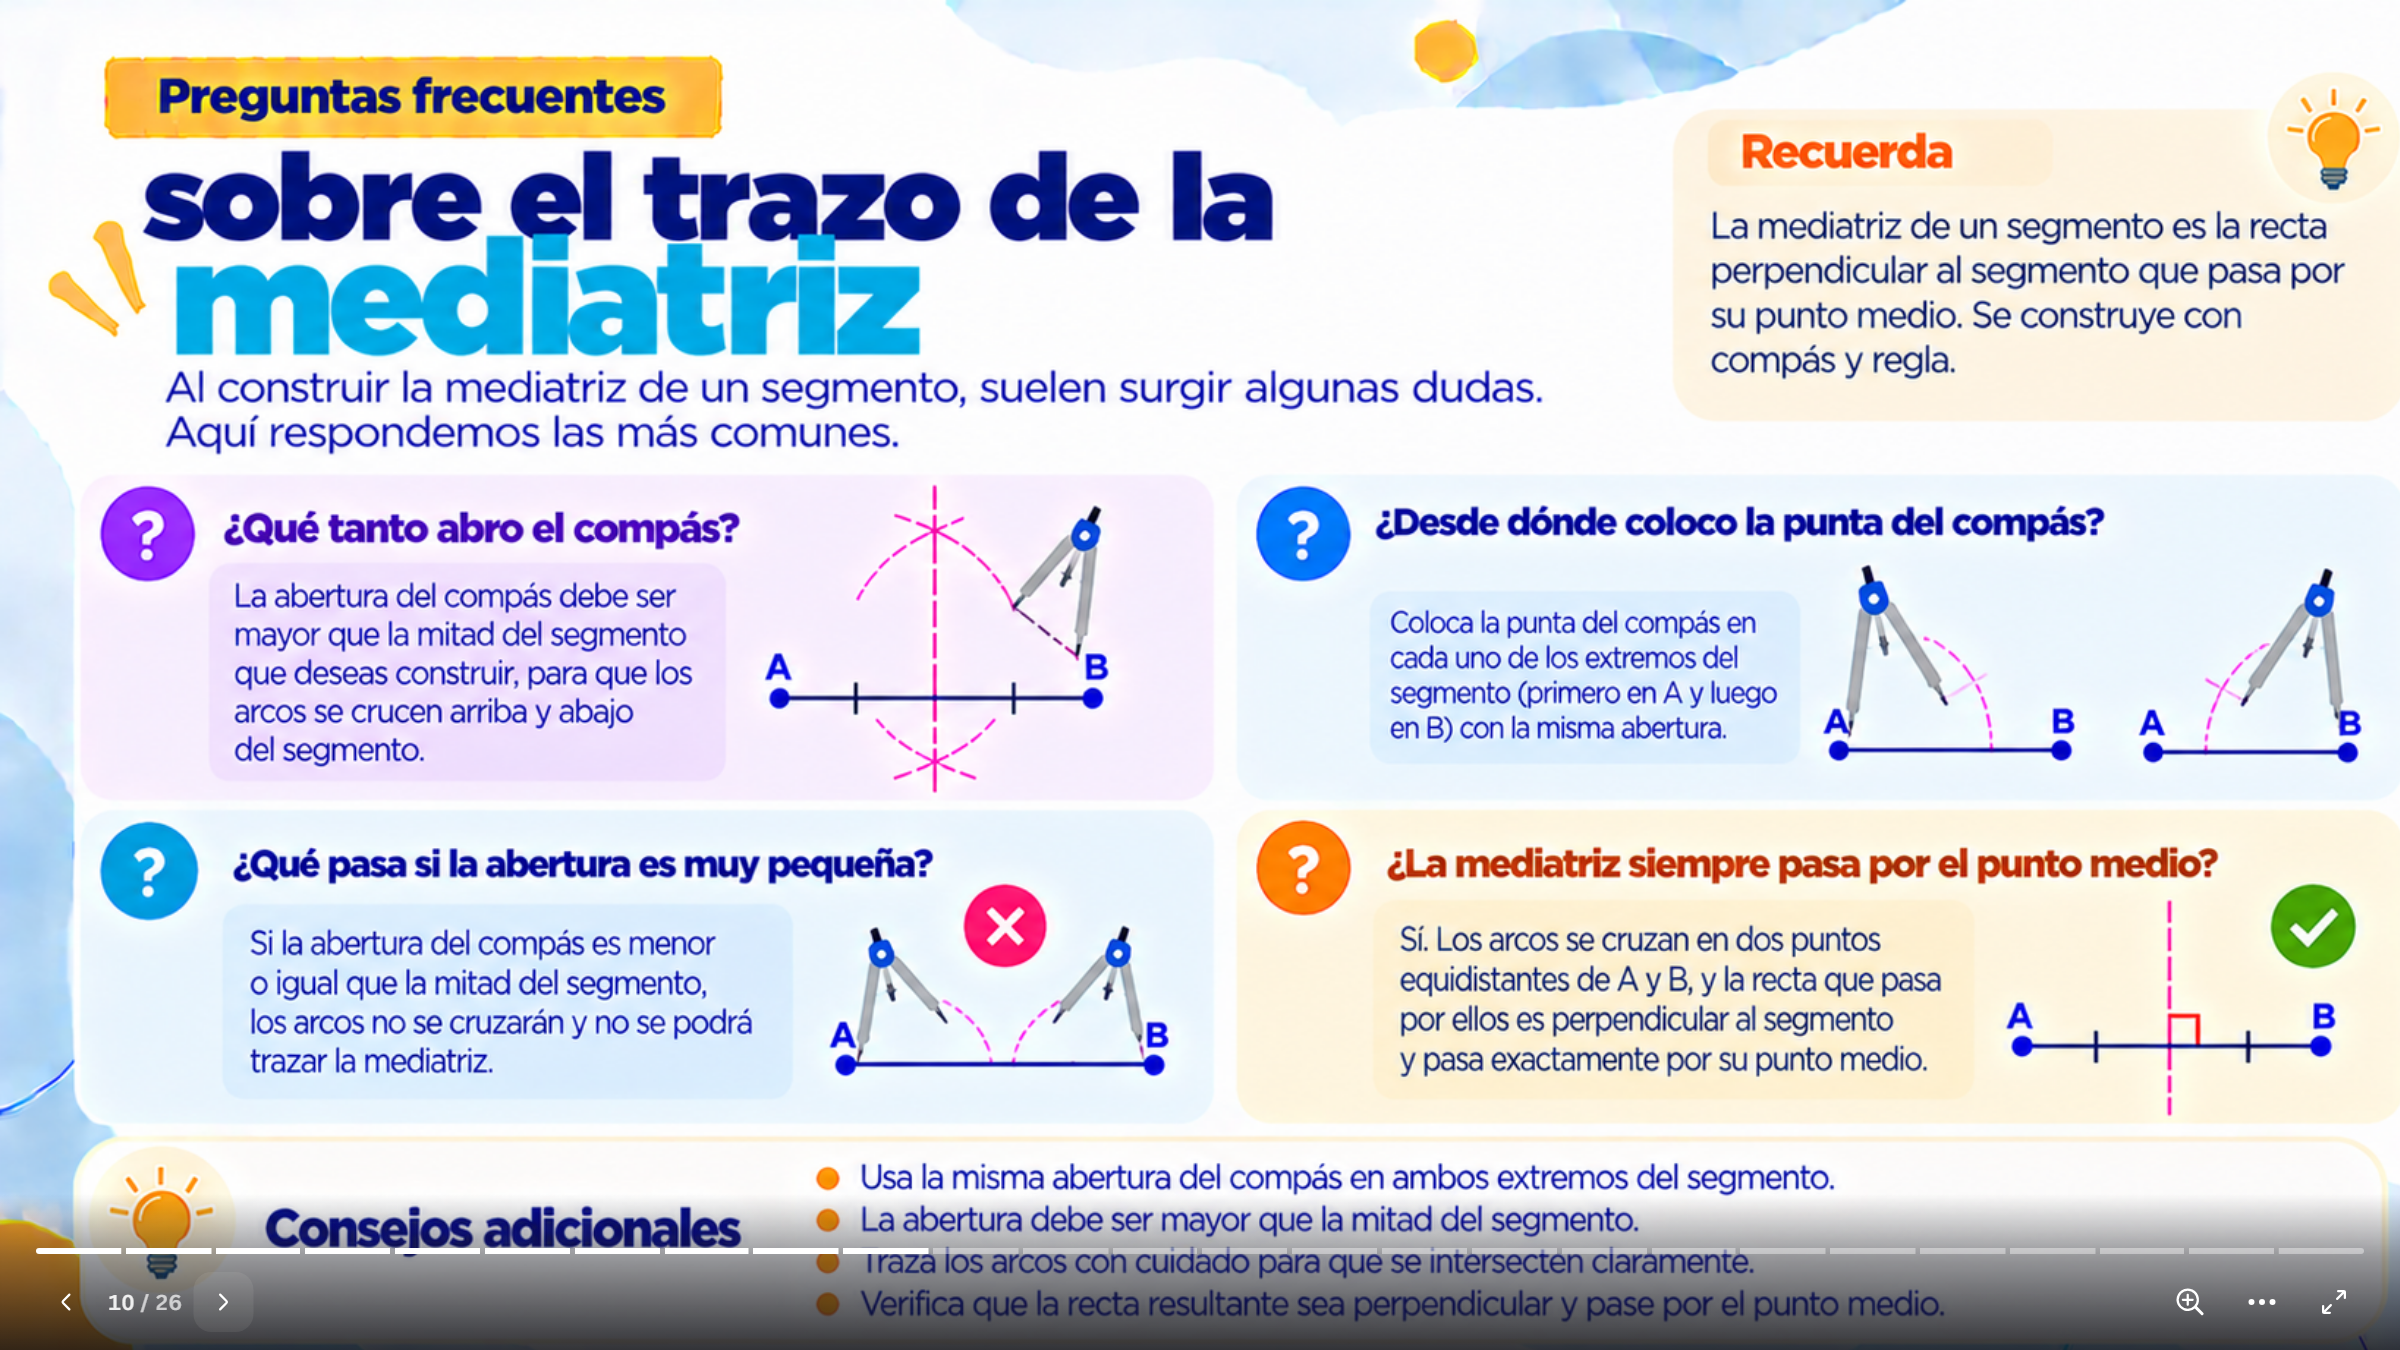 Preguntas frecuentes
sobre el trazo de la
mediatriz
Al construir la mediatriz de un segmento, suelen surgir algunas dudas.
Aquí respondemos las más comunes.
Recuerda
La mediatriz de un segmento es la recta
perpendicular al segmento que pasa por
su punto medio. Se construye con
compás y regla.
?
¿Qué tanto abro el compás?
La abertura del compás debe ser
mayor que la mitad del segmento
que deseas construir, para que los
arcos se crucen arriba y abajo
del segmento.
A
B
?
¿Desde dónde coloco la punta del compás?
Coloca la punta del compás en
cada uno de los extremos del
segmento (primero en A y luego
en B) con la misma abertura.
A
B
A
B
?
¿Qué pasa si la abertura es muy pequeña?
Si la abertura del compás es menor
o igual que la mitad del segmento,
los arcos no se cruzarán y no se podrá
trazar la mediatriz.
A
B
?
¿La mediatriz siempre pasa por el punto medio?
Sí. Los arcos se cruzan en dos puntos
equidistantes de A y B, y la recta que pasa
por ellos es perpendicular al segmento
y pasa exactamente por su punto medio.
A
B
Consejos adicionales
Usa la misma abertura del compás en ambos extremos del segmento.
La abertura debe ser mayor que la mitad del segmento.
Traza los arcos con cuidado para que se intersecten claramente.
Verifica que la recta resultante sea perpendicular y pase por el punto medio.
10 / 26